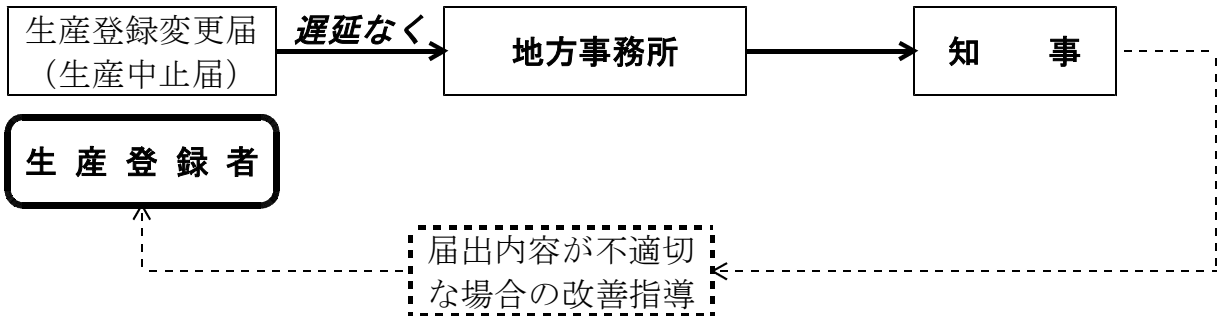 生産登録変更届
（生産中止届）
遅延なく
地方事務所
知　　事
生 産 登 録 者
届出内容が不適切
な場合の改善指導